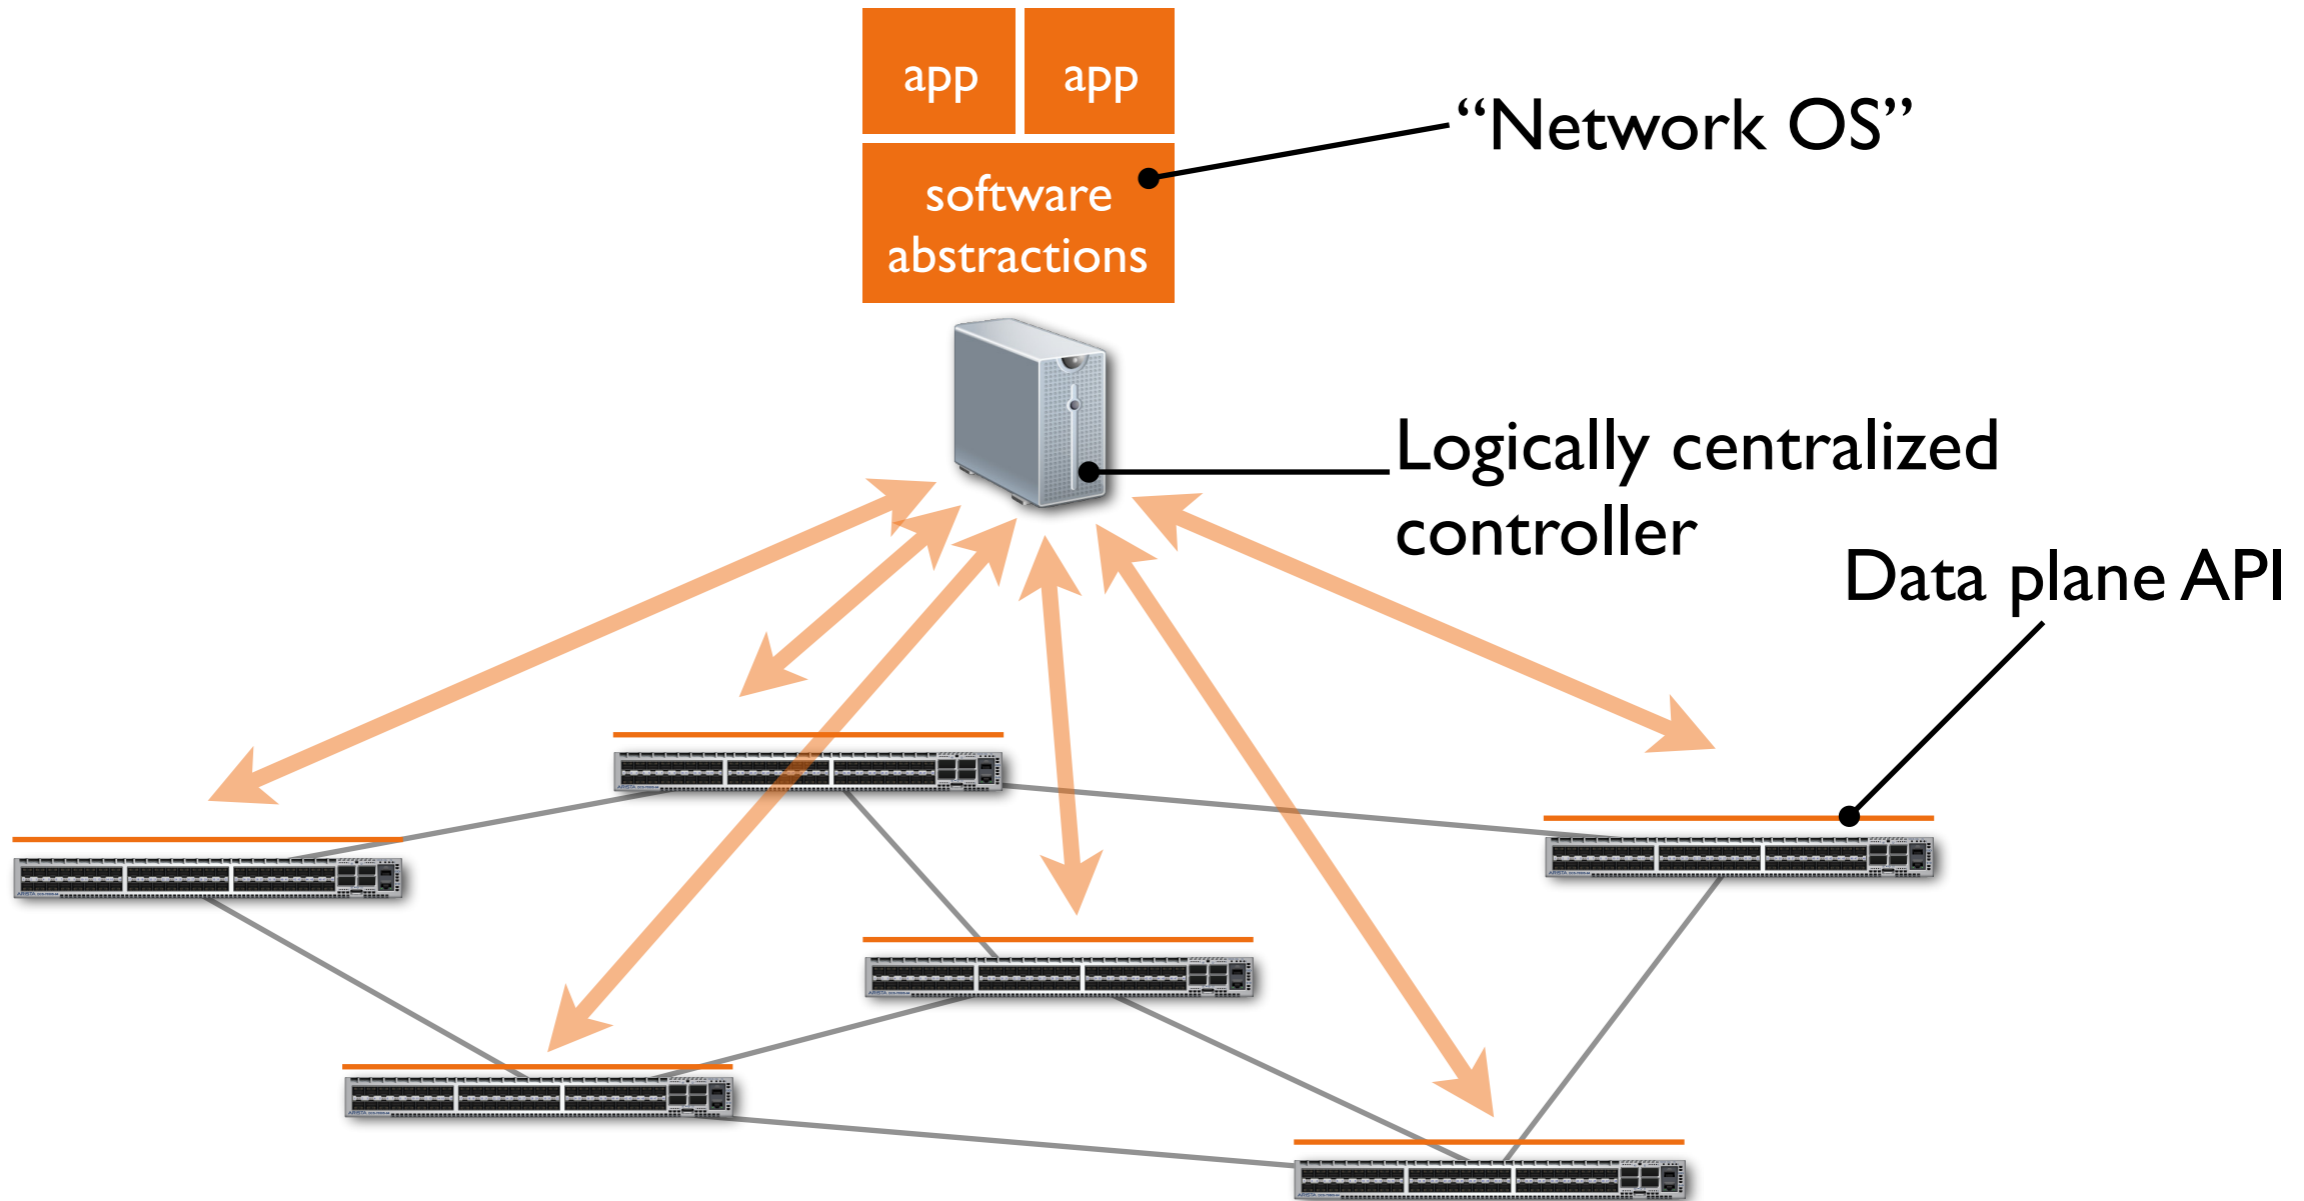 app
app
“Network OS”
software
abstractions
Logically centralized
controller
Data plane API